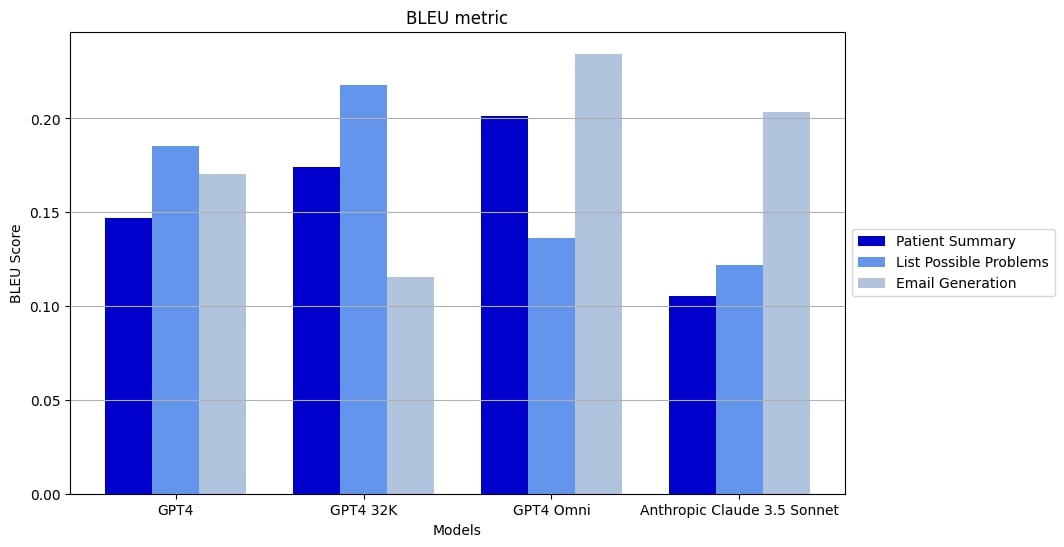 BLEU metric
BLEU Score
0.20
0.15
0.10
0.05
0.00
GPT4
GPT4 32K
GPT4 Omni
Anthropic Claude 3.5 Sonnet
Models
Patient Summary
List Possible Problems
Email Generation